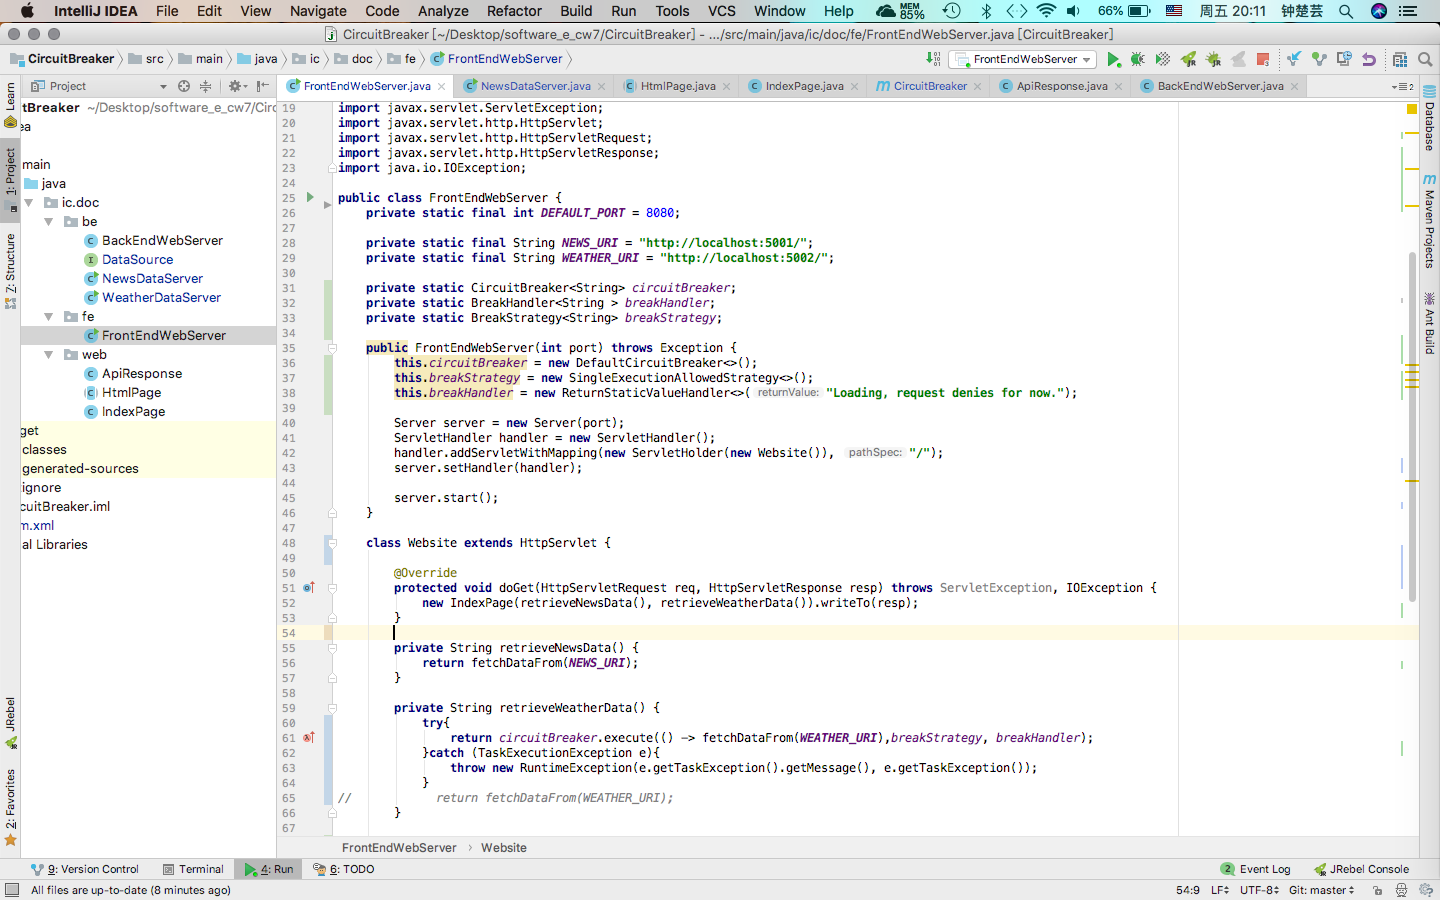 IntelliJ IDEA File Edit View Navigate Code Analyze Refactor Build Run Tools VCS Window Help MEM 85% 66% 周五 20:11 钟楚芸
CircuitBreaker [~/Desktop/software_e_cw7/CircuitBreaker] - .../src/main/java/ic/doc/fe/FrontEndWebServer.java [CircuitBreaker]
CircuitBreaker src main java ic doc fe FrontEndWebServer FrontEndWebServer
Project FrontEndWebServer.java NewsDataServer.java HtmlPage.java IndexPage.java CircuitBreaker ApiResponse.java BackEndWebServer.java 2
Learn
1: Project
7: Structure
JRebel
2: Favorites
tBreaker ~/Desktop/software_e_cw7/Circ
ea
main
java
ic.doc
be
BackEndWebServer
DataSource
NewsDataServer
WeatherDataServer
fe
FrontEndWebServer
web
ApiResponse
HtmlPage
IndexPage
get
classes
generated-sources
ignore
cuitBreaker.iml
m.xml
al Libraries
19 import javax.servlet.ServletException;
20 import javax.servlet.http.HttpServlet;
21 import javax.servlet.http.HttpServletRequest;
22 import javax.servlet.http.HttpServletResponse;
23 import java.io.IOException;
24
25 public class FrontEndWebServer {
26 private static final int DEFAULT_PORT = 8080;
27
28 private static final String NEWS_URI = "http://localhost:5001/";
29 private static final String WEATHER_URI = "http://localhost:5002/";
30
31 private static CircuitBreaker<String> circuitBreaker;
32 private static BreakHandler<String > breakHandler;
33 private static BreakStrategy<String> breakStrategy;
34
35 public FrontEndWebServer(int port) throws Exception {
36 this.circuitBreaker = new DefaultCircuitBreaker<>();
37 this.breakStrategy = new SingleExecutionAllowedStrategy<>();
38 this.breakHandler = new ReturnStaticValueHandler<>( returnValue: "Loading, request denies for now.");
39
40 Server server = new Server(port);
41 ServletHandler handler = new ServletHandler();
42 handler.addServletWithMapping(new ServletHolder(new Website()), pathSpec: "/");
43 server.setHandler(handler);
44
45 server.start();
46 }
47
48 class Website extends HttpServlet {
49
50 @Override
51 protected void doGet(HttpServletRequest req, HttpServletResponse resp) throws ServletException, IOException {
52 new IndexPage(retrieveNewsData(), retrieveWeatherData()).writeTo(resp);
53 }
54
55 private String retrieveNewsData() {
56 return fetchDataFrom(NEWS_URI);
57 }
58
59 private String retrieveWeatherData() {
60 try{
61 return circuitBreaker.execute(() -> fetchDataFrom(WEATHER_URI),breakStrategy, breakHandler);
62 }catch (TaskExecutionException e){
63 throw new RuntimeException(e.getTaskException().getMessage(), e.getTaskException());
64 }
65 // return fetchDataFrom(WEATHER_URI);
66 }
67
Database
Maven Projects
Ant Build
FrontEndWebServer › Website
9: Version Control Terminal 4: Run 6: TODO 2 Event Log JRebel Console
All files are up-to-date (8 minutes ago) 54:9 LF UTF-8 Git: master